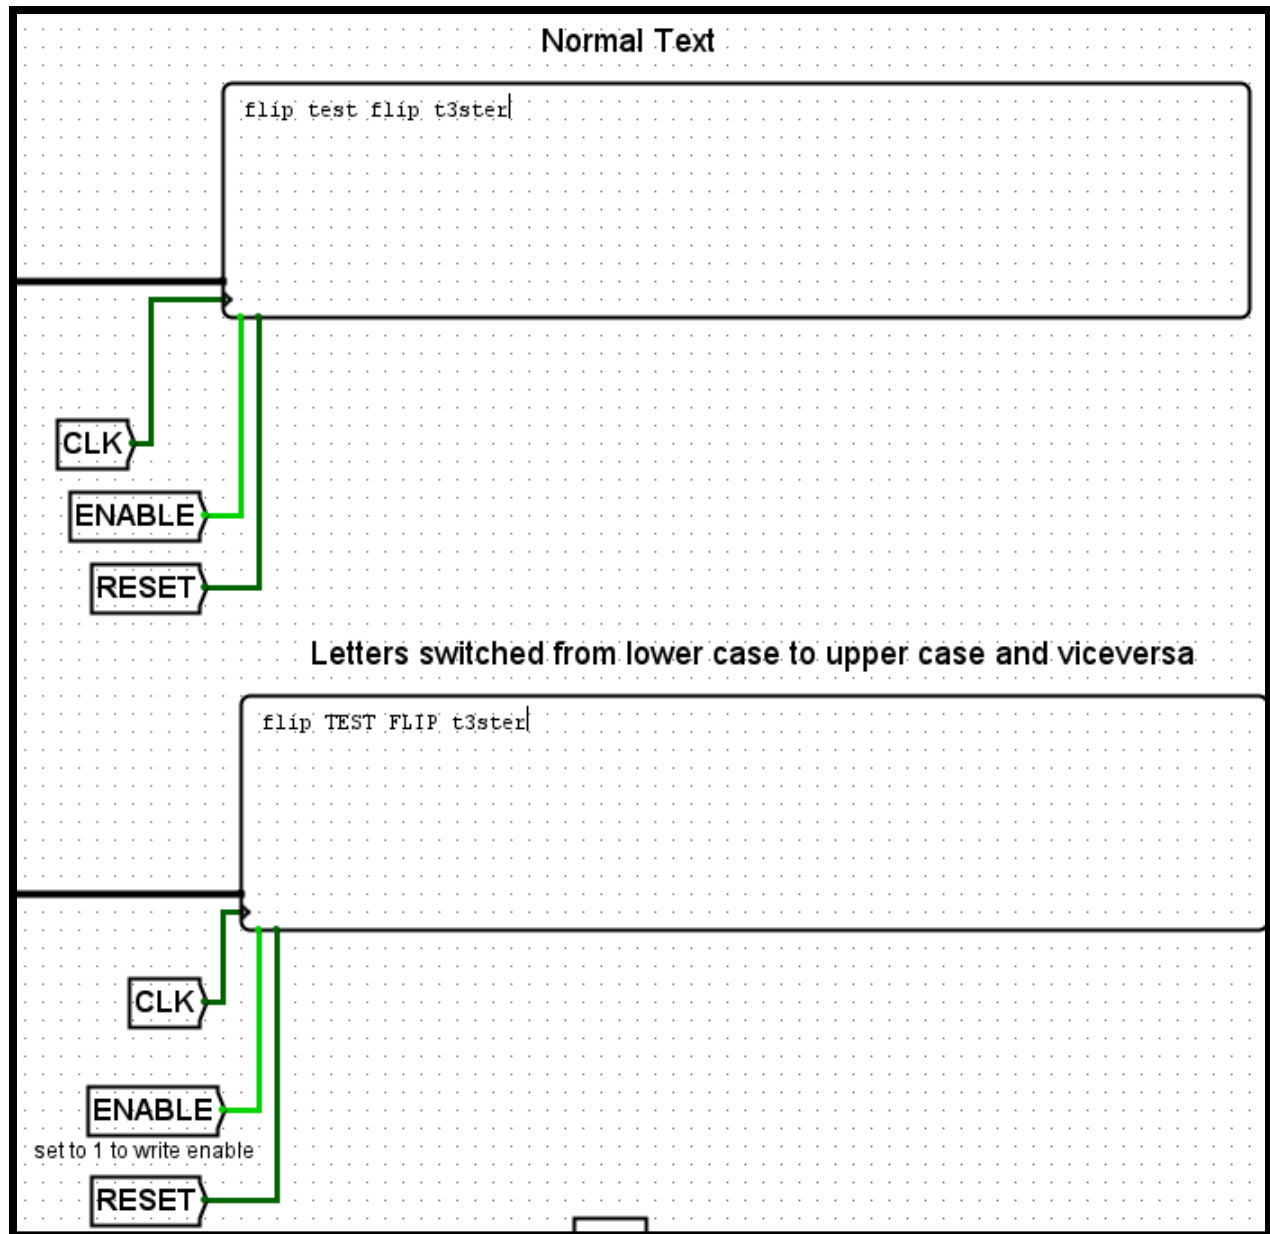 Normal Text
flip test flip t3ster
CLK
ENABLE
RESET
Letters switched from lower case to upper case and viceversa
flip TEST FLIP t3ster
CLK
ENABLE
set to 1 to write enable
RESET